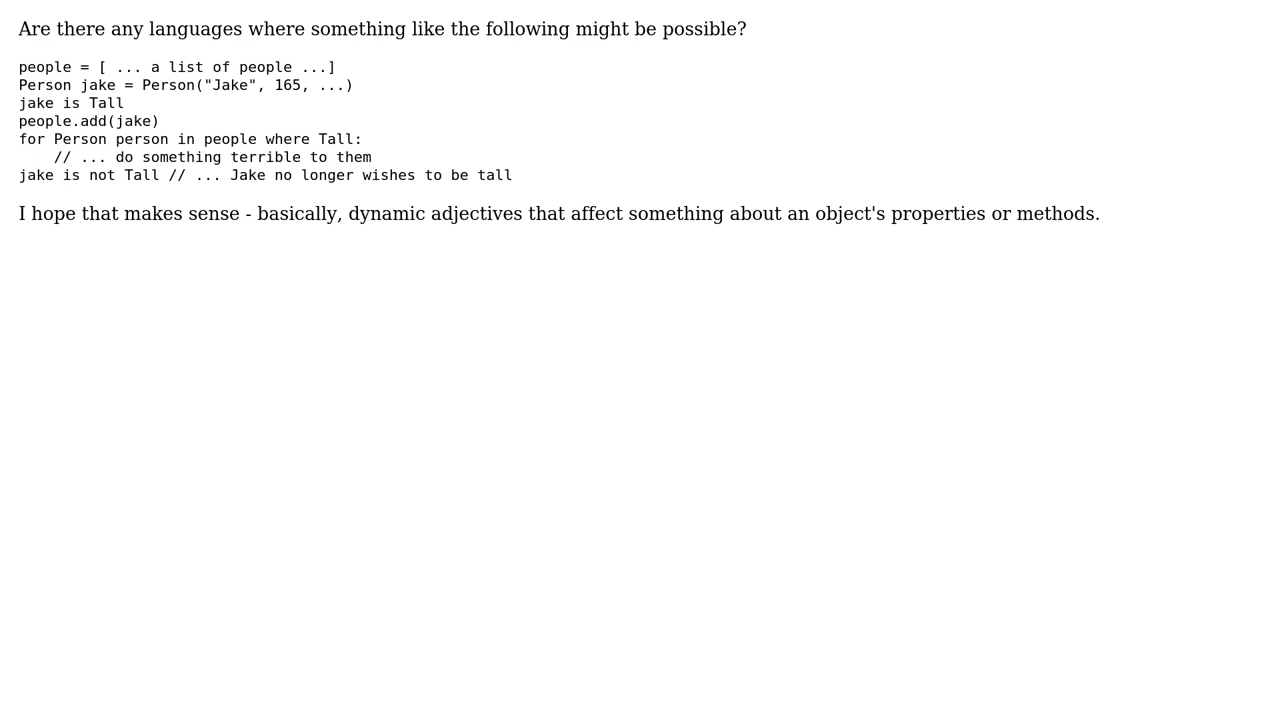 Are there any languages where something like the following might be possible?
people = [ ... a list of people ...]
Person jake = Person("Jake", 165, ...)
jake is Tall
people.add(jake)
for Person person in people where Tall:
    // ... do something terrible to them
jake is not Tall // ... Jake no longer wishes to be tall
I hope that makes sense - basically, dynamic adjectives that affect something about an object's properties or methods.